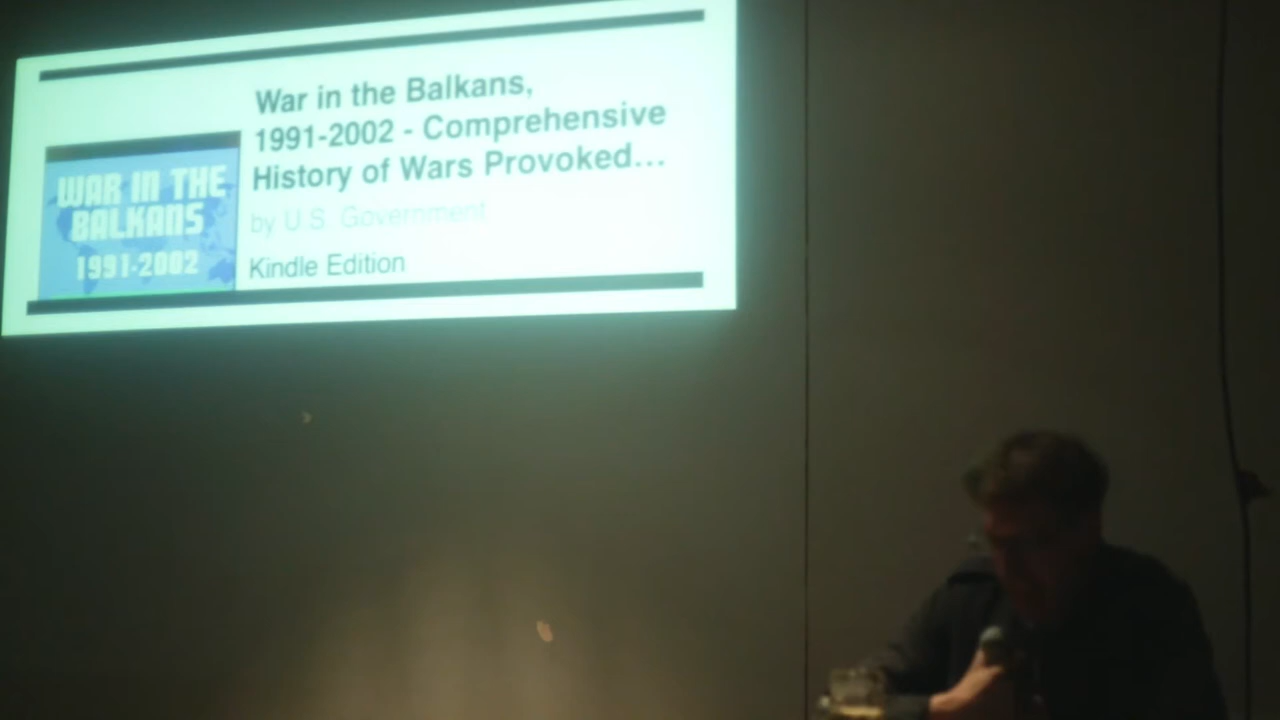 War in the Balkans,
1991-2002 - Comprehensive
History of Wars Provoked...
by U.S. Government
Kindle Edition
WAR IN THE
BALKANS
1991-2002